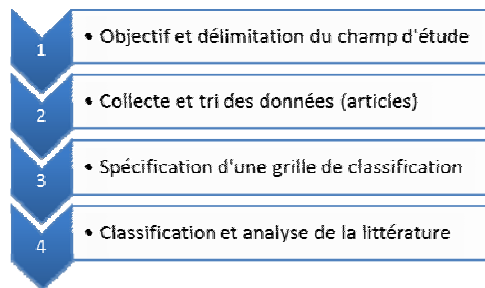 1 • Objectif et délimitation du champ d'étude
2 • Collecte et tri des données (articles)
3 • Spécification d'une grille de classification
4 • Classification et analyse de la littérature